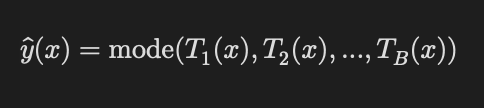 ŷ(x) = mode(T₁(x), T₂(x), ..., T_B(x))